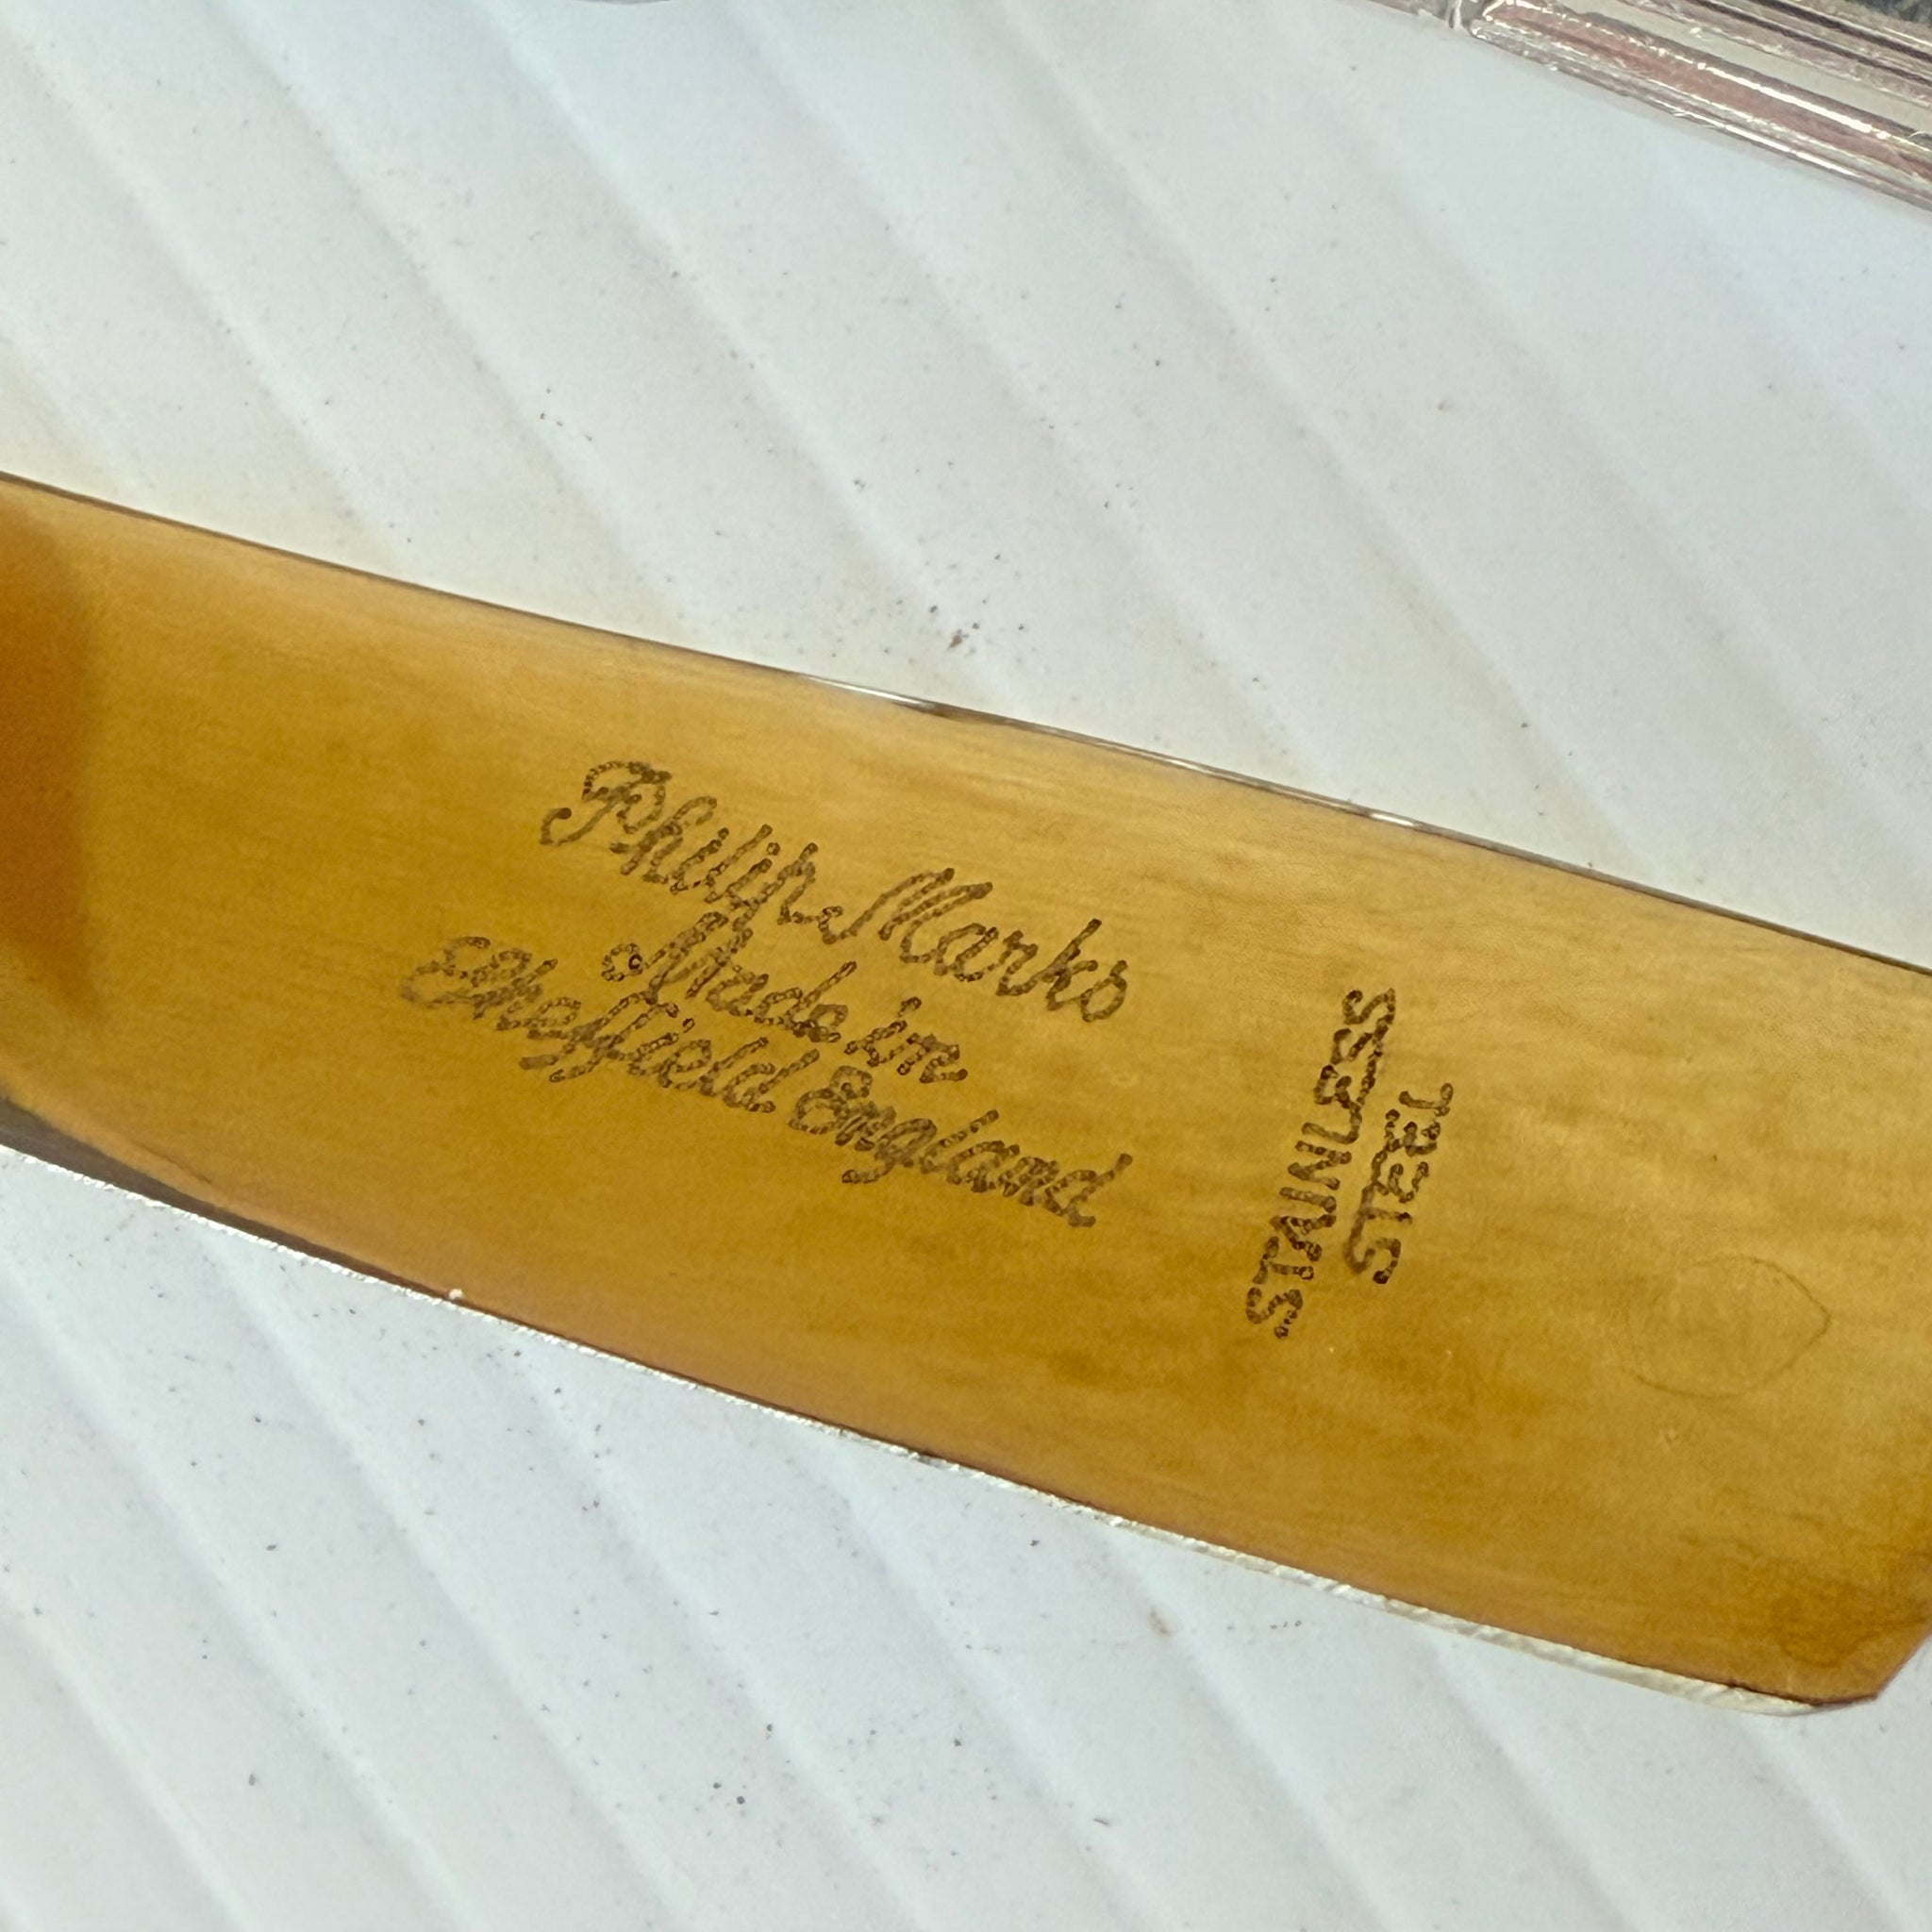 Philip Marks
Made in
Sheffield England
STAINLESS
STEEL